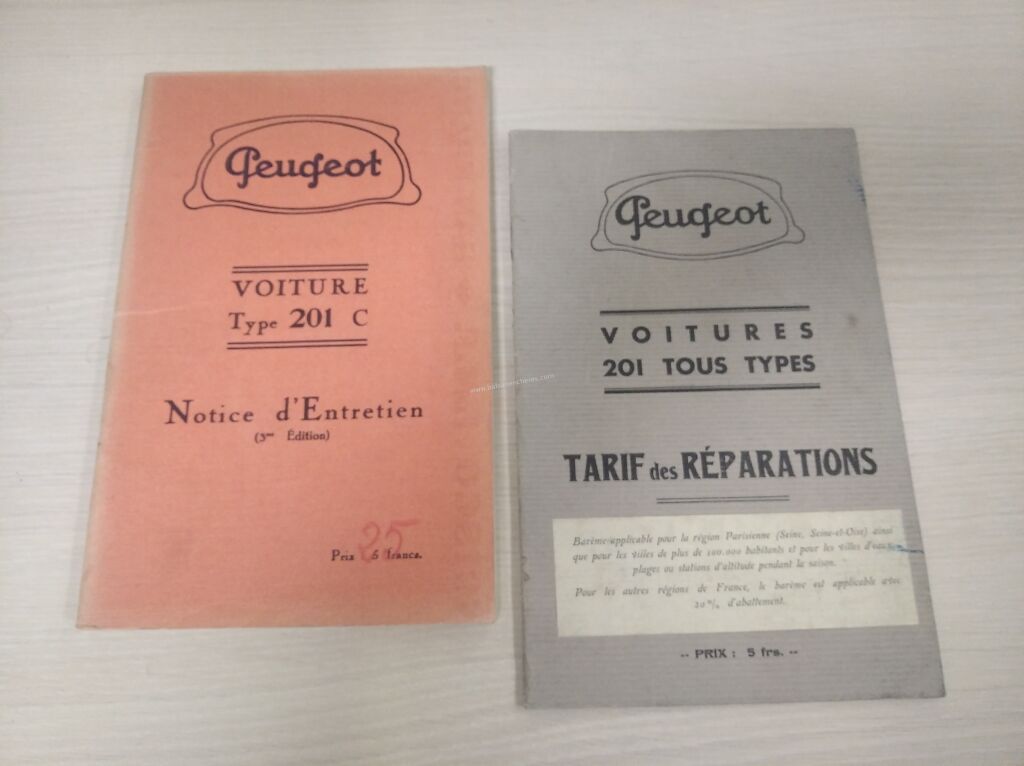 Peugeot
VOITURE
Type 201 C
Notice d'Entretien
(3me Édition)
Prix 5 francs.
25
Peugeot
VOITURES
201 TOUS TYPES
TARIF des RÉPARATIONS
Barème applicable pour la région Parisienne (Seine, Seine-et-Oise) ainsi
que pour les villes de plus de 100.000 habitants et pour les villes d'eaux,
plages ou stations d'altitude pendant la saison.
Pour les autres régions de France, le barème est applicable avec
20 % d'abattement.
-- PRIX : 5 frs. --